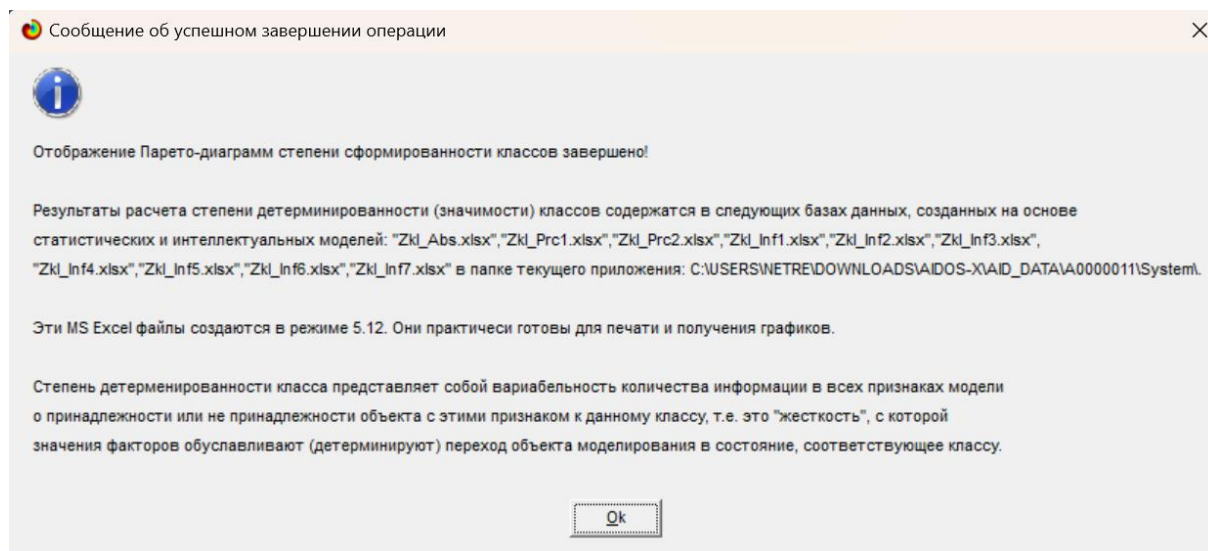 Сообщение об успешном завершении операции
Отображение Парето-диаграмм степени сформированности классов завершено!
Результаты расчета степени детерминированности (значимости) классов содержатся в следующих базах данных, созданных на основе
статистических и интеллектуальных моделей: "Zkl_Abs.xlsx","Zkl_Prc1.xlsx","Zkl_Prc2.xlsx","Zkl_Inf1.xlsx","Zkl_Inf2.xlsx","Zkl_Inf3.xlsx",
"Zkl_Inf4.xlsx","Zkl_Inf5.xlsx","Zkl_Inf6.xlsx","Zkl_Inf7.xlsx" в папке текущего приложения: C:\USERS\NETRE\DOWNLOADS\AIDOS-X\AID_DATA\A0000011\System\.
Эти MS Excel файлы создаются в режиме 5.12. Они практичеси готовы для печати и получения графиков.
Степень детерменированности класса представляет собой вариабельность количества информации в всех признаках модели
о принадлежности или не принадлежности объекта с этими признаком к данному классу, т.е. это "жесткость", с которой
значения факторов обуславливают (детерминируют) переход объекта моделирования в состояние, соответствующее классу.
Ok